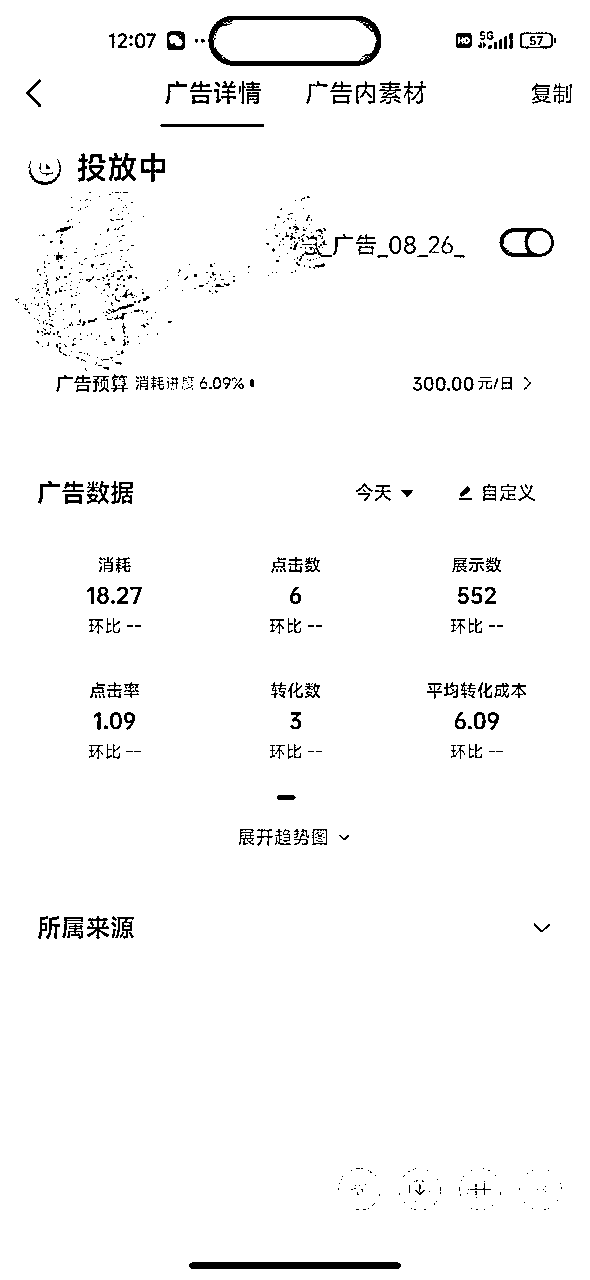 12:07 HD 5G 57
广告详情 广告内素材 复制
投放中
广告_08_26_
广告预算 消耗进度 6.09% 300.00 元/日
广告数据 今天 自定义
消耗 点击数 展示数
18.27 6 552
环比 -- 环比 -- 环比 --
点击率 转化数 平均转化成本
1.09 3 6.09
环比 -- 环比 -- 环比 --
展开趋势图
所属来源